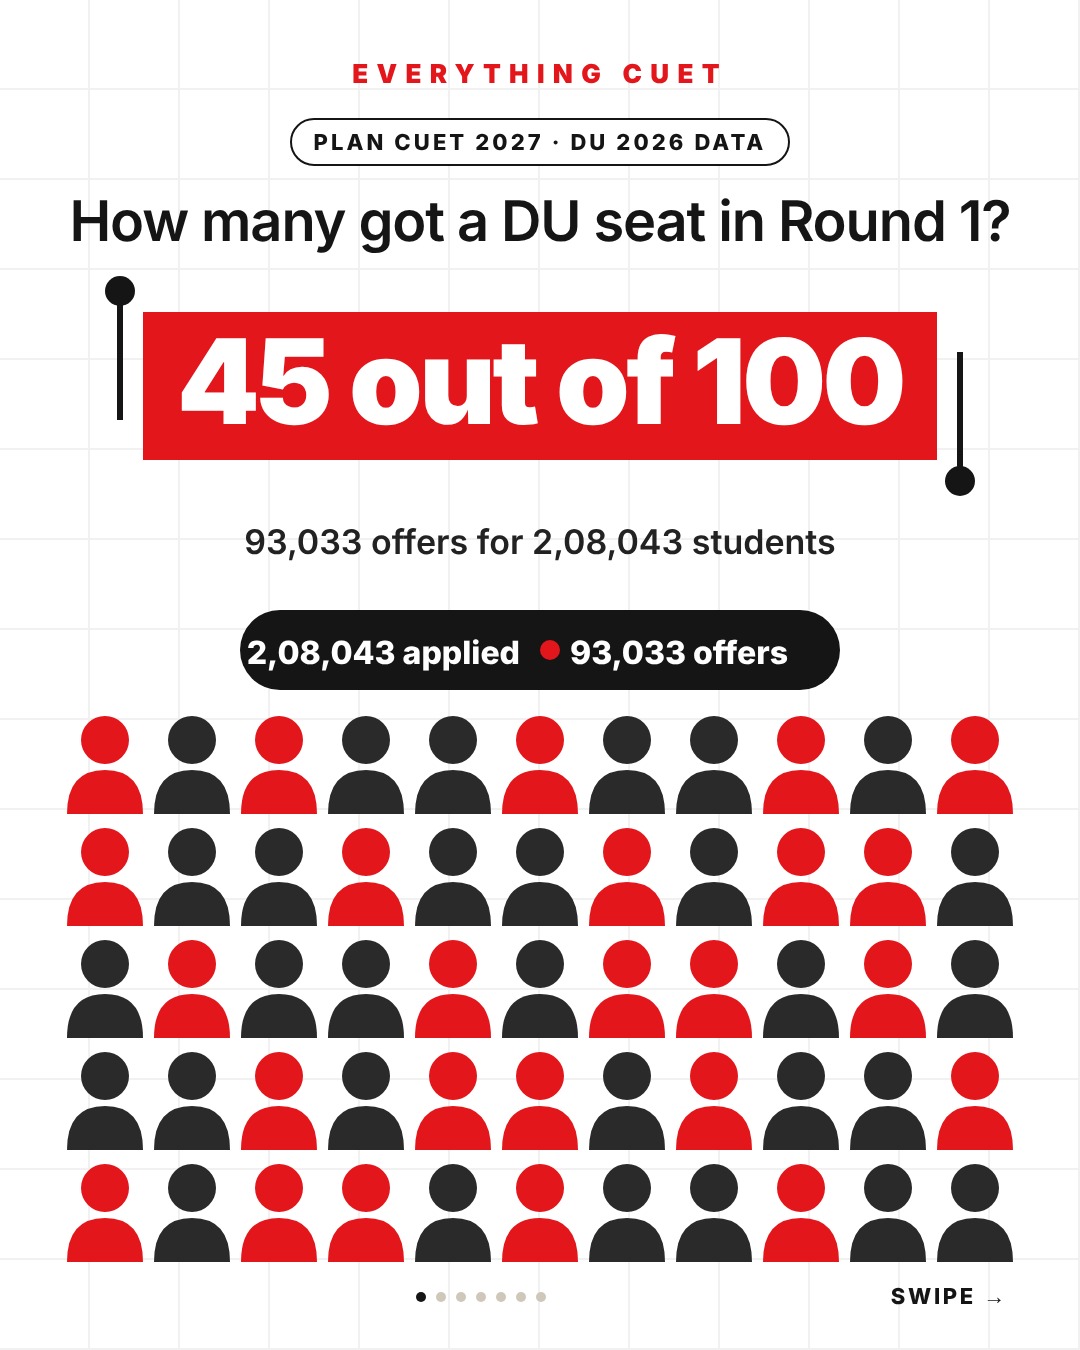 EVERYTHING CUET
PLAN CUET 2027 · DU 2026 DATA
How many got a DU seat in Round 1?
45 out of 100
93,033 offers for 2,08,043 students
2,08,043 applied 93,033 offers
SWIPE →